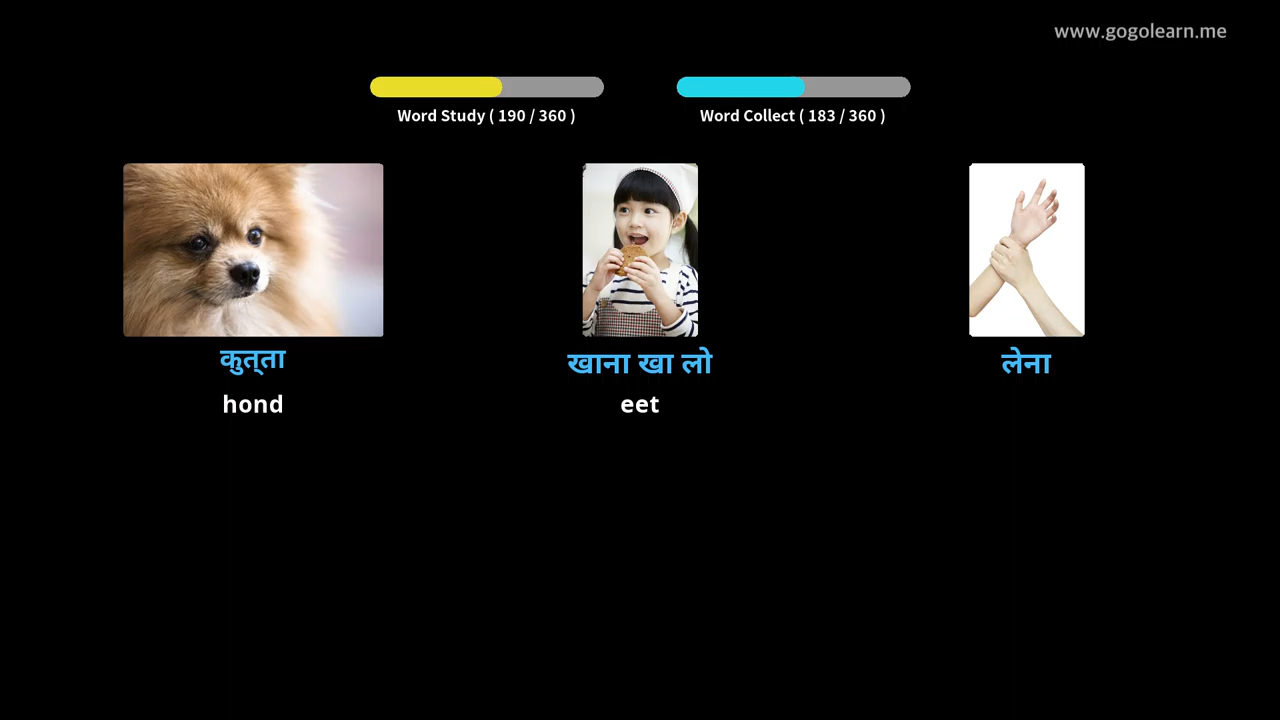 www.gogolearn.me
Word Study ( 190 / 360 )
Word Collect ( 183 / 360 )
कुत्ता
खाना खा लो
लेना
hond
eet